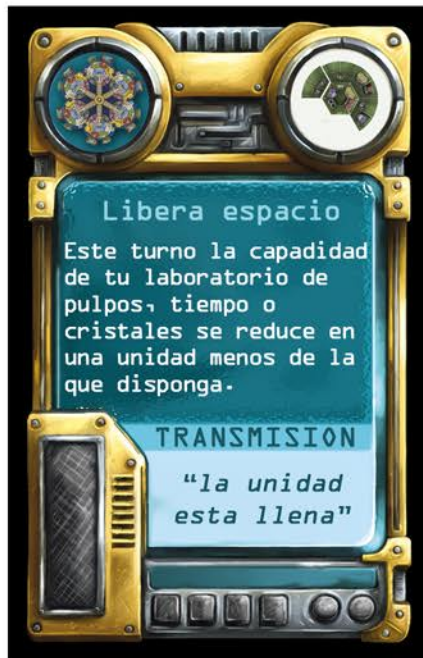 Libera espacio
Este turno la capadidad
de tu laboratorio de
pulpos, tiempo o
cristales se reduce en
una unidad menos de la
que disponga.
TRANSMISION
“la unidad
esta llena”